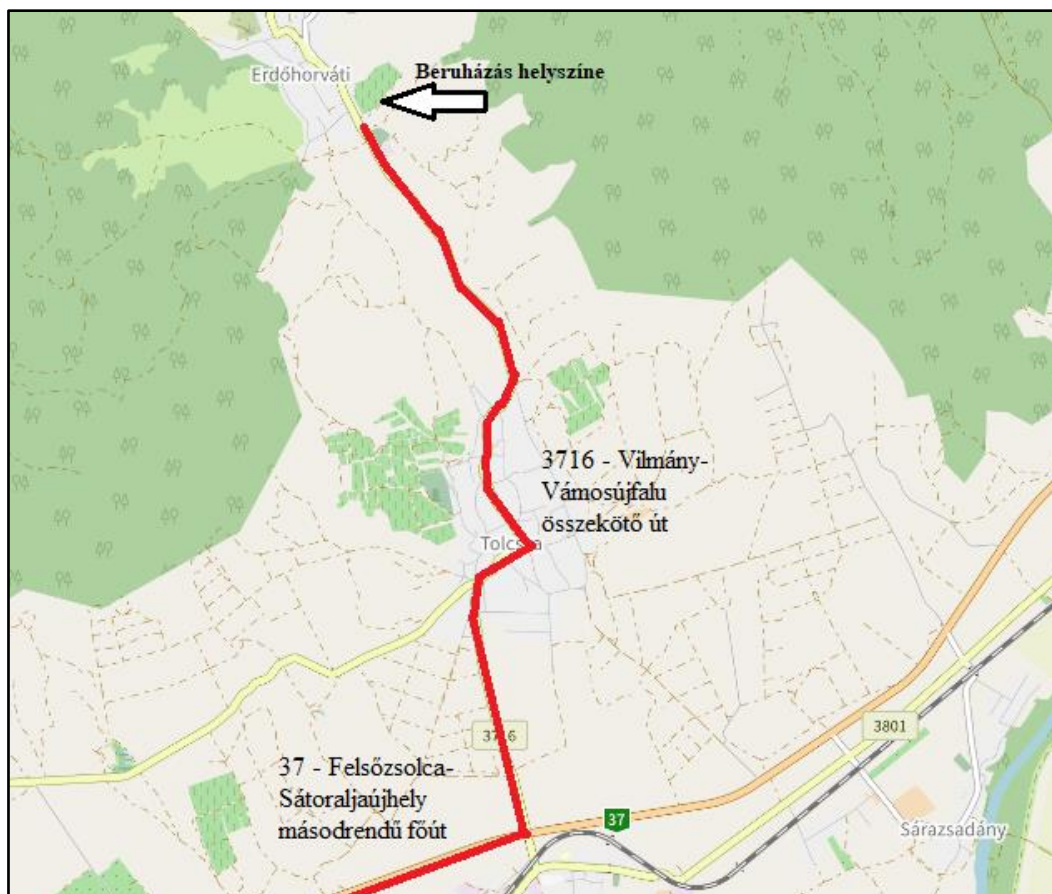 Erdőhorváti
Beruházás helyszíne
3716 - Vilmány-
Vámosújfalu
összekötő út
Tolcsva
3716
3801
37 - Felsőzsolca-
Sátoraljaújhely
másodrendű főút
37
Sárazsadány